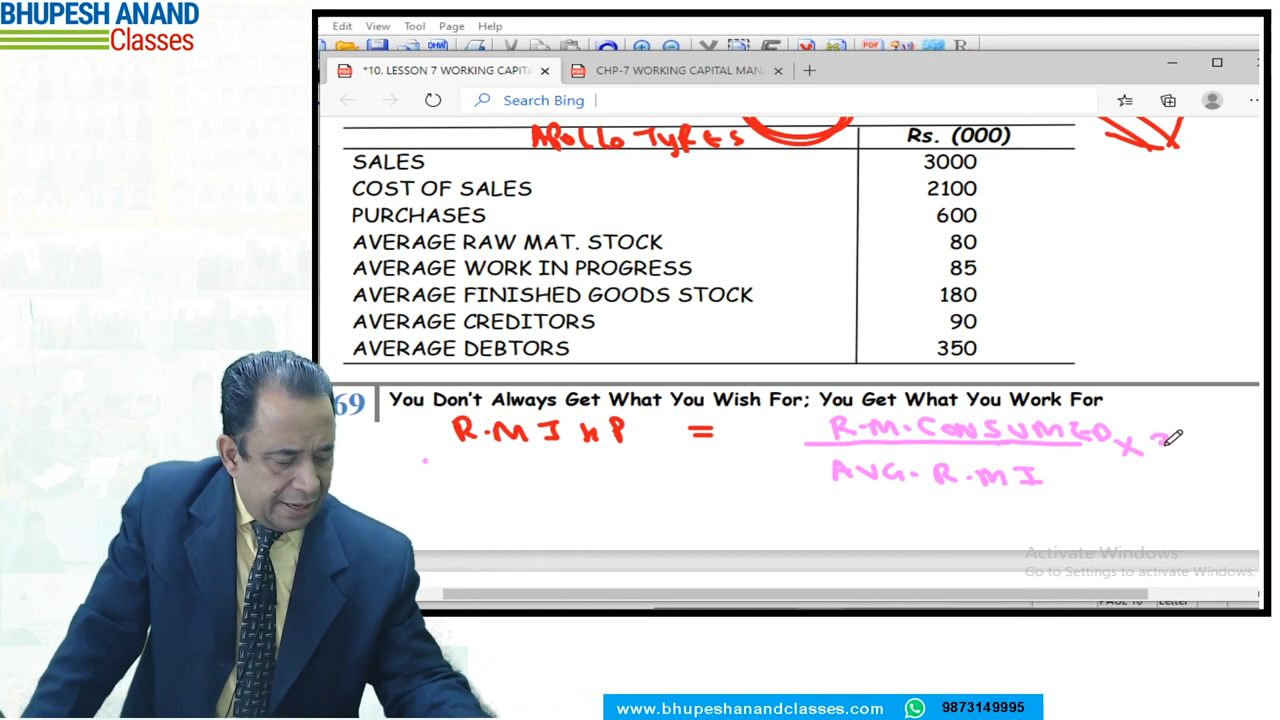 BHUPESH ANAND
Classes
Edit View Tool Page Help
*10. LESSON 7 WORKING CAPITA CHP-7 WORKING CAPITAL MAN
Search Bing
Apollo Tyres Rs. (000)
SALES 3000
COST OF SALES 2100
PURCHASES 600
AVERAGE RAW MAT. STOCK 80
AVERAGE WORK IN PROGRESS 85
AVERAGE FINISHED GOODS STOCK 180
AVERAGE CREDITORS 90
AVERAGE DEBTORS 350
69 You Don't Always Get What You Wish For; You Get What You Work For
R.M I H P = R.M.CONSUMED X
AVG. R.M I
Activate Windows
Go to Settings to activate Windows.
PAGE 10 Letter
www.bhupeshanandclasses.com 9873149995